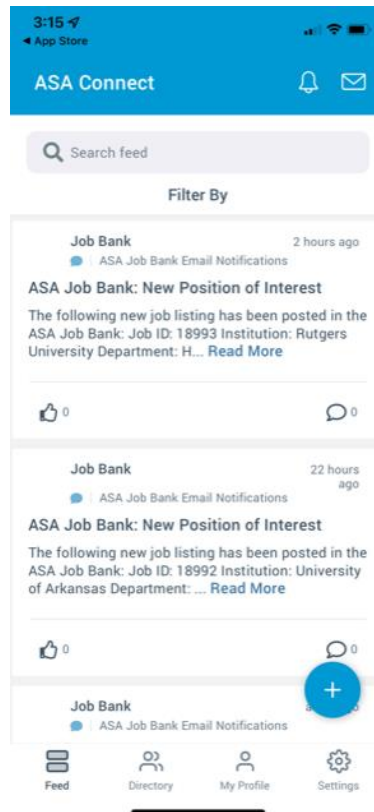 3:15
◀ App Store
ASA Connect
Search feed
Filter By
Job Bank
2 hours ago
ASA Job Bank Email Notifications
ASA Job Bank: New Position of Interest
The following new job listing has been posted in the
ASA Job Bank: Job ID: 18993 Institution: Rutgers
University Department: H... Read More
0
0
Job Bank
22 hours
ago
ASA Job Bank Email Notifications
ASA Job Bank: New Position of Interest
The following new job listing has been posted in the
ASA Job Bank: Job ID: 18992 Institution: University
of Arkansas Department: ... Read More
0
0
+
Job Bank
ASA Job Bank Email Notifications
Feed
Directory
My Profile
Settings